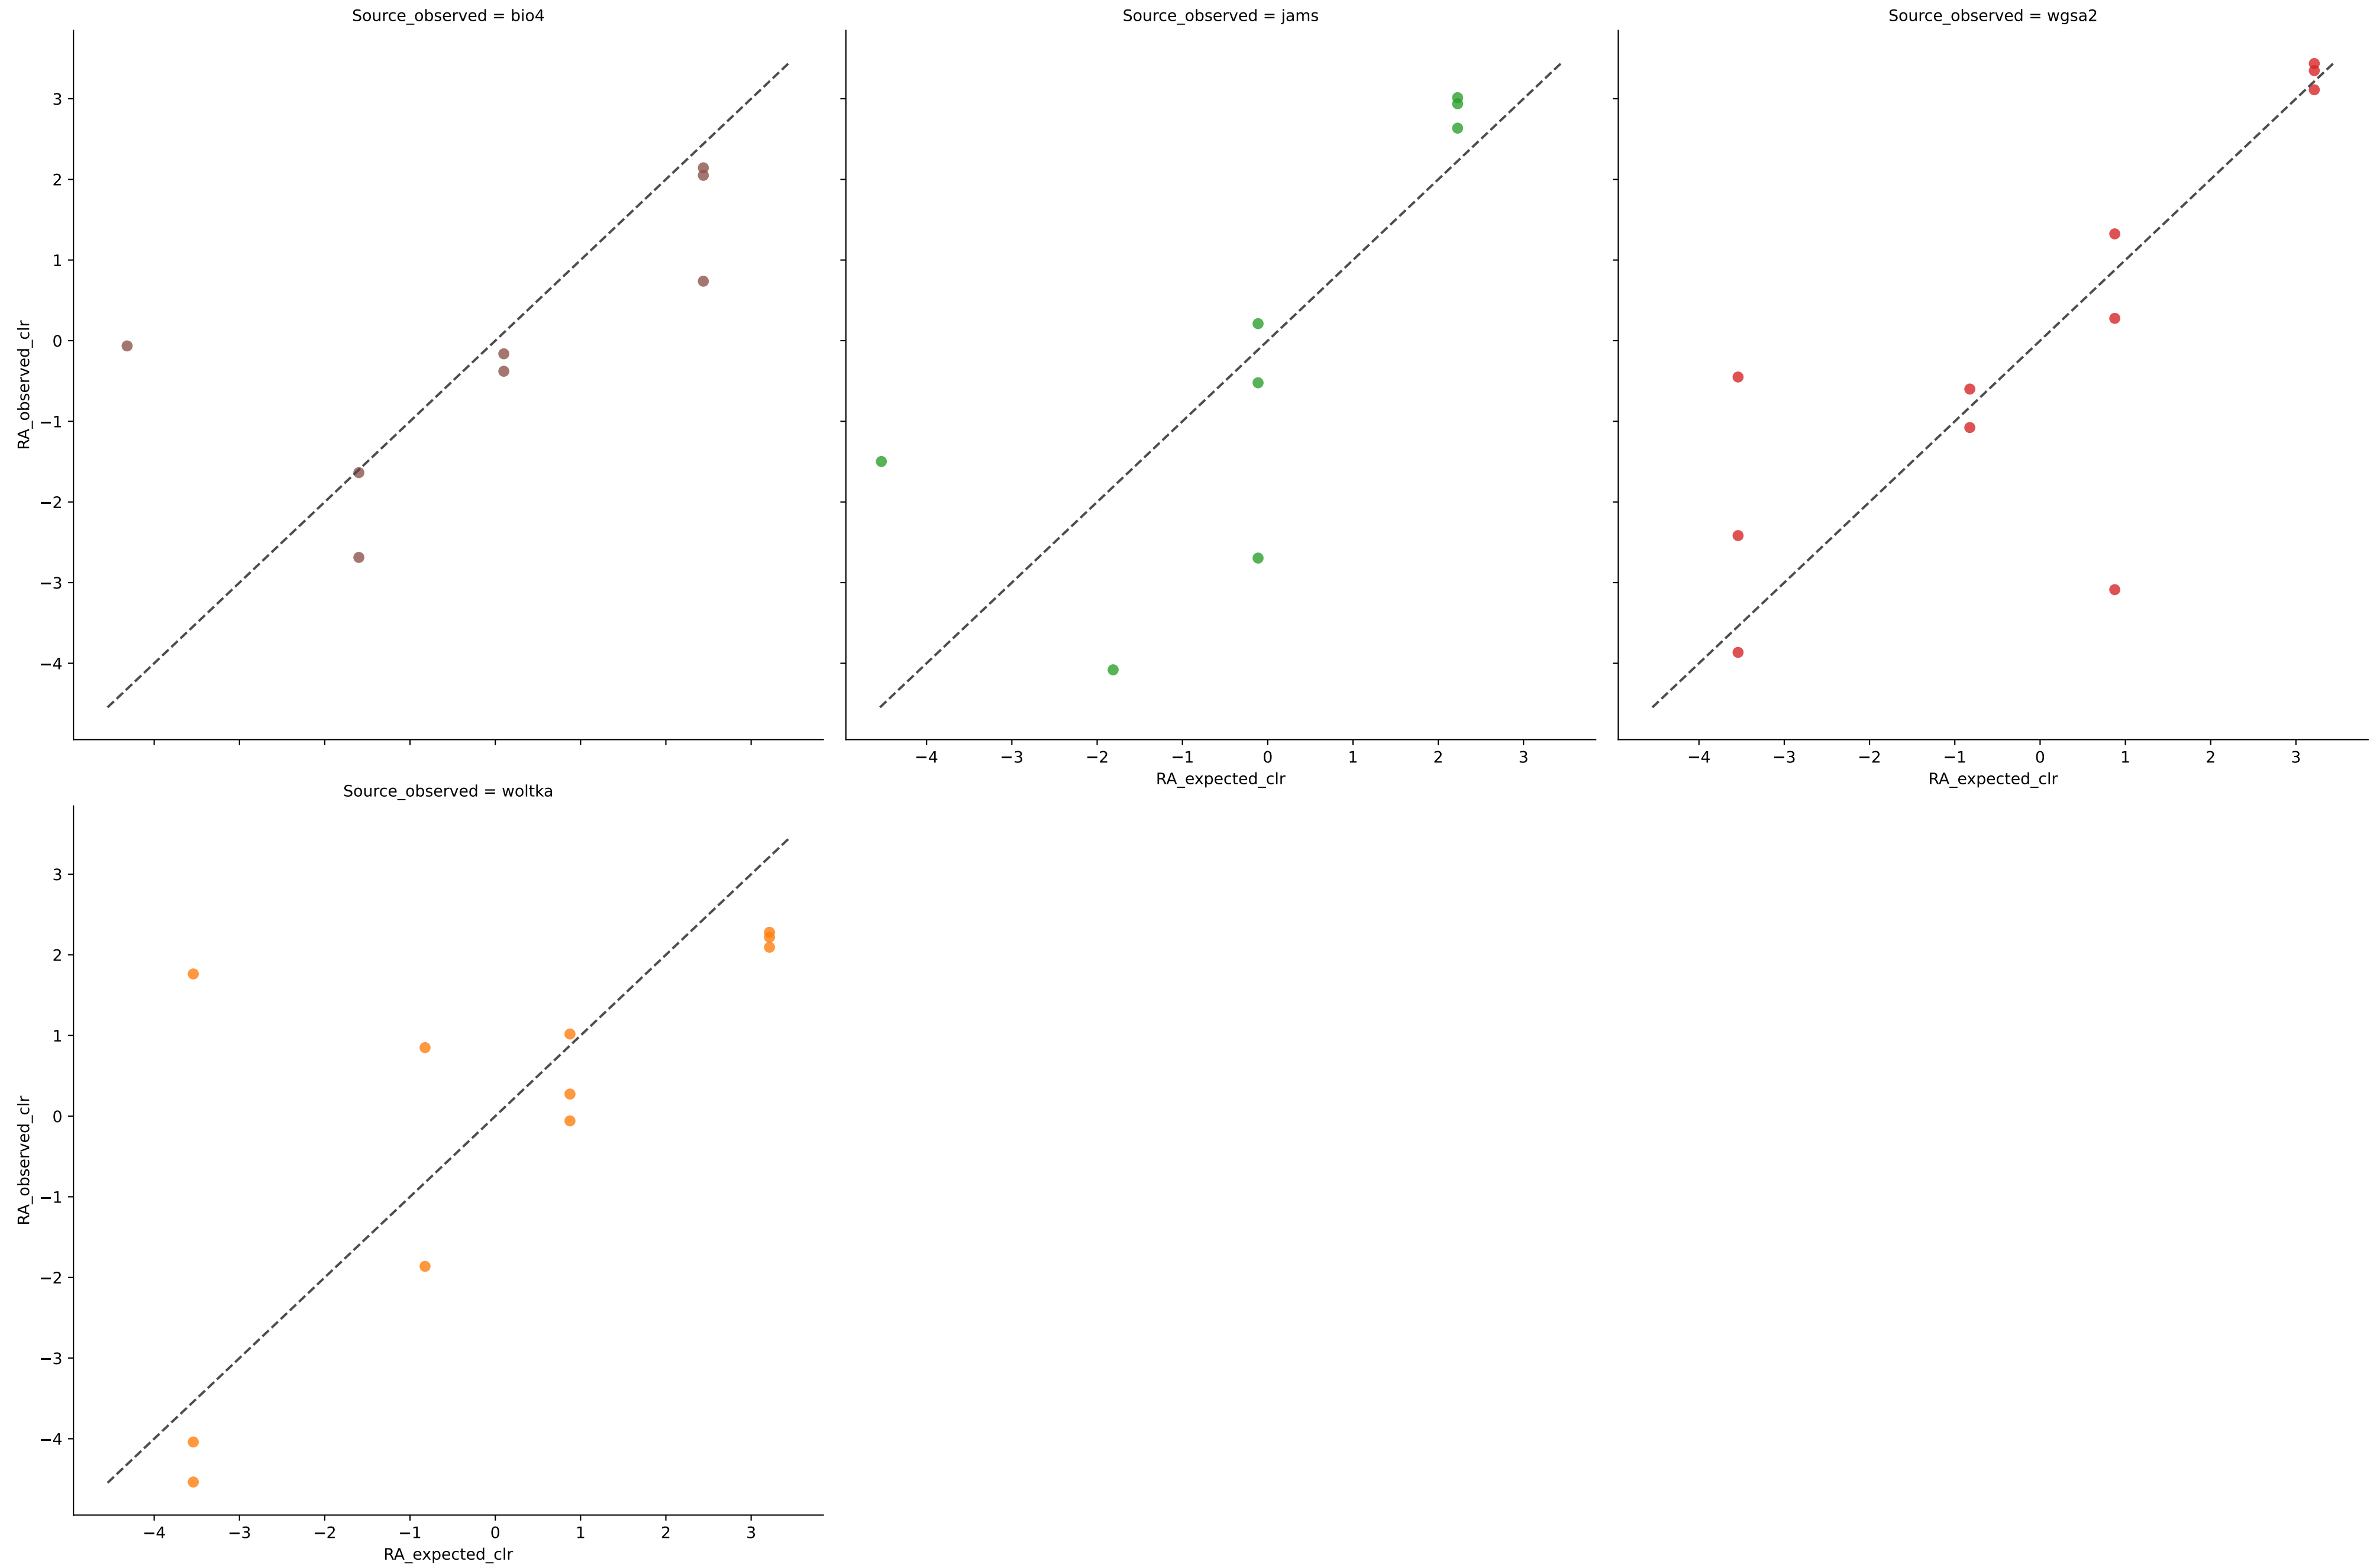 Source_observed = bio4
Source_observed = jams
Source_observed = wgsa2
RA_observed_clr
3
2
1
0
−1
−2
−3
−4
−4 −3 −2 −1 0 1 2 3
RA_expected_clr
−4 −3 −2 −1 0 1 2 3
RA_expected_clr
Source_observed = woltka
RA_observed_clr
3
2
1
0
−1
−2
−3
−4
−4 −3 −2 −1 0 1 2 3
RA_expected_clr